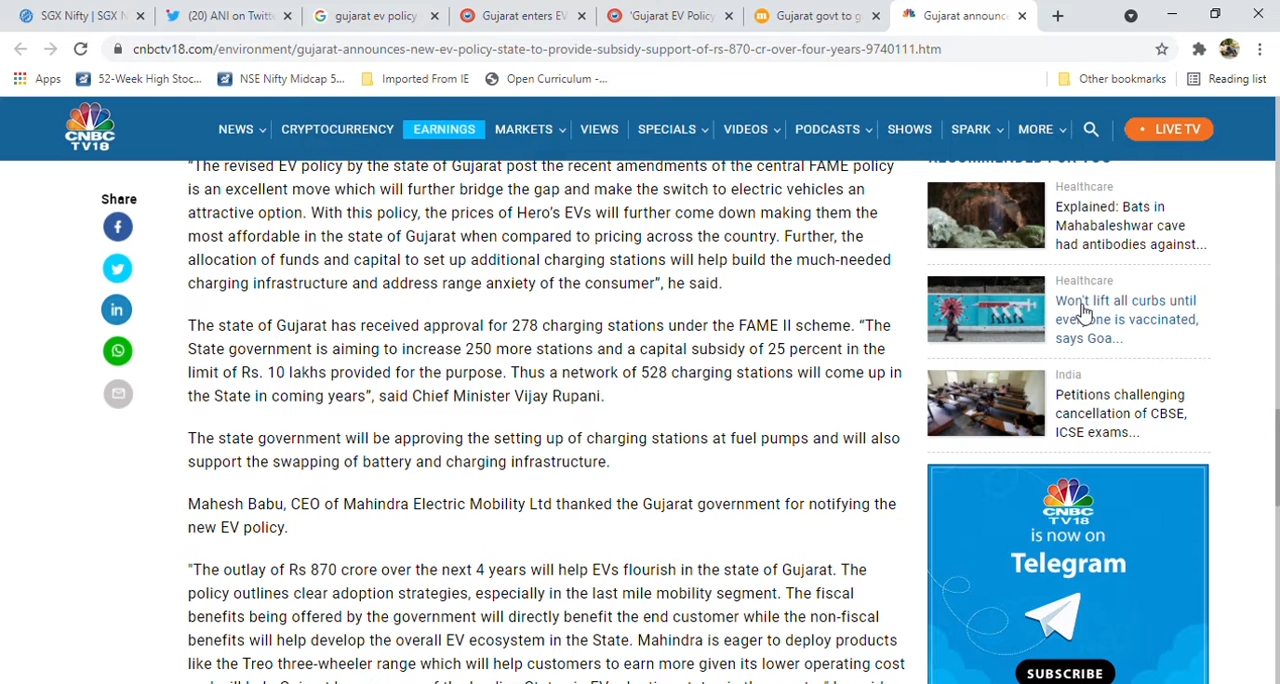 SGX Nifty | SGX N
(20) ANI on Twitt
gujarat ev policy
Gujarat enters EV
'Gujarat EV Policy
Gujarat govt to g
Gujarat announc
cnbctv18.com/environment/gujarat-announces-new-ev-policy-state-to-provide-subsidy-support-of-rs-870-cr-over-four-years-9740111.htm
Apps
52-Week High Stoc...
NSE Nifty Midcap 5...
Imported From IE
Open Curriculum -...
Other bookmarks
Reading list
CNBC
TV18
NEWS
CRYPTOCURRENCY
EARNINGS
MARKETS
VIEWS
SPECIALS
VIDEOS
PODCASTS
SHOWS
SPARK
MORE
LIVE TV
Share
“The revised EV policy by the state of Gujarat post the recent amendments of the central FAME policy
is an excellent move which will further bridge the gap and make the switch to electric vehicles an
attractive option. With this policy, the prices of Hero’s EVs will further come down making them the
most affordable in the state of Gujarat when compared to pricing across the country. Further, the
allocation of funds and capital to set up additional charging stations will help build the much-needed
charging infrastructure and address range anxiety of the consumer”, he said.
The state of Gujarat has received approval for 278 charging stations under the FAME II scheme. “The
State government is aiming to increase 250 more stations and a capital subsidy of 25 percent in the
limit of Rs. 10 lakhs provided for the purpose. Thus a network of 528 charging stations will come up in
the State in coming years”, said Chief Minister Vijay Rupani.
The state government will be approving the setting up of charging stations at fuel pumps and will also
support the swapping of battery and charging infrastructure.
Mahesh Babu, CEO of Mahindra Electric Mobility Ltd thanked the Gujarat government for notifying the
new EV policy.
"The outlay of Rs 870 crore over the next 4 years will help EVs flourish in the state of Gujarat. The
policy outlines clear adoption strategies, especially in the last mile mobility segment. The fiscal
benefits being offered by the government will directly benefit the end customer while the non-fiscal
benefits will help develop the overall EV ecosystem in the State. Mahindra is eager to deploy products
like the Treo three-wheeler range which will help customers to earn more given its lower operating cost
RECOMMENDED FOR YOU
Healthcare
Explained: Bats in
Mahabaleshwar cave
had antibodies against...
Healthcare
Won't lift all curbs until
everyone is vaccinated,
says Goa...
India
Petitions challenging
cancellation of CBSE,
ICSE exams...
CNBC
TV18
is now on
Telegram
SUBSCRIBE